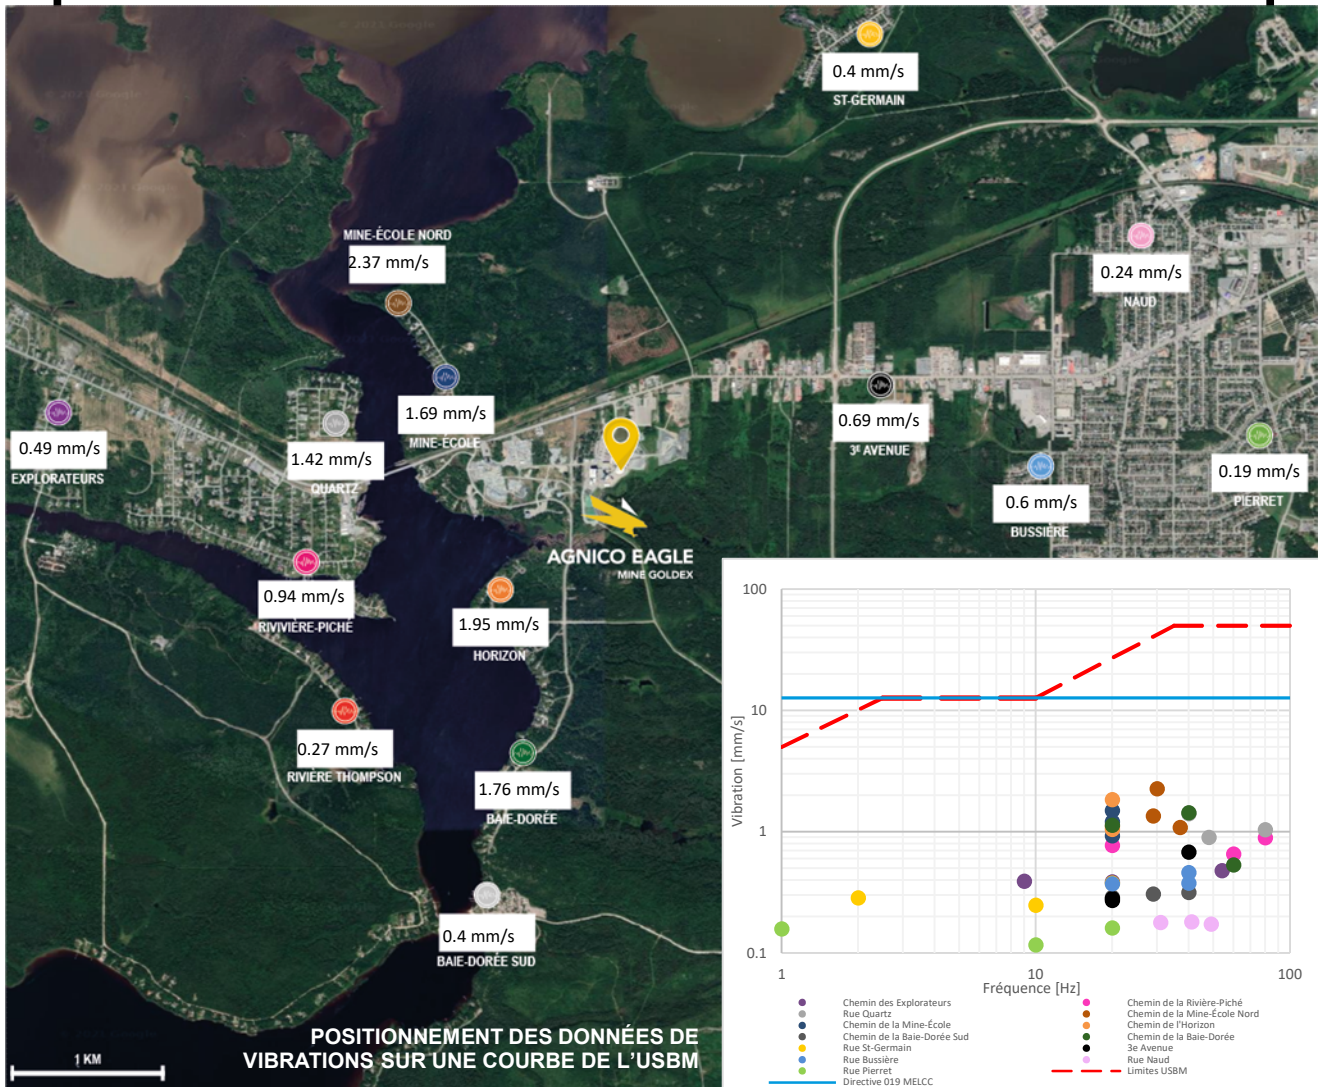 0.4 mm/s
ST-GERMAIN
MINE-ÉCOLE NORD
2.37 mm/s
0.24 mm/s
NAUD
1.69 mm/s
MINE-ÉCOLE
0.49 mm/s
EXPLORATEURS
1.42 mm/s
QUARTZ
0.69 mm/s
3ᴱ AVENUE
0.6 mm/s
BUSSIÈRE
0.19 mm/s
PIERRET
AGNICO EAGLE
MINE GOLDEX
0.94 mm/s
RIVIVIÈRE-PICHÉ
1.95 mm/s
HORIZON
0.27 mm/s
RIVIÈRE THOMPSON
1.76 mm/s
BAIE-DORÉE
0.4 mm/s
BAIE-DORÉE SUD
POSITIONNEMENT DES DONNÉES DE
VIBRATIONS SUR UNE COURBE DE L'USBM
1 KM
100
10
1
0.1
Vibration [mm/s]
1
10
100
Fréquence [Hz]
Chemin des Explorateurs
Chemin de la Rivière-Piché
Rue Quartz
Chemin de la Mine-École Nord
Chemin de la Mine-École
Chemin de l'Horizon
Chemin de la Baie-Dorée Sud
Chemin de la Baie-Dorée
Rue St-Germain
3e Avenue
Rue Bussière
Rue Naud
Rue Pierret
Limites USBM
Directive 019 MELCC